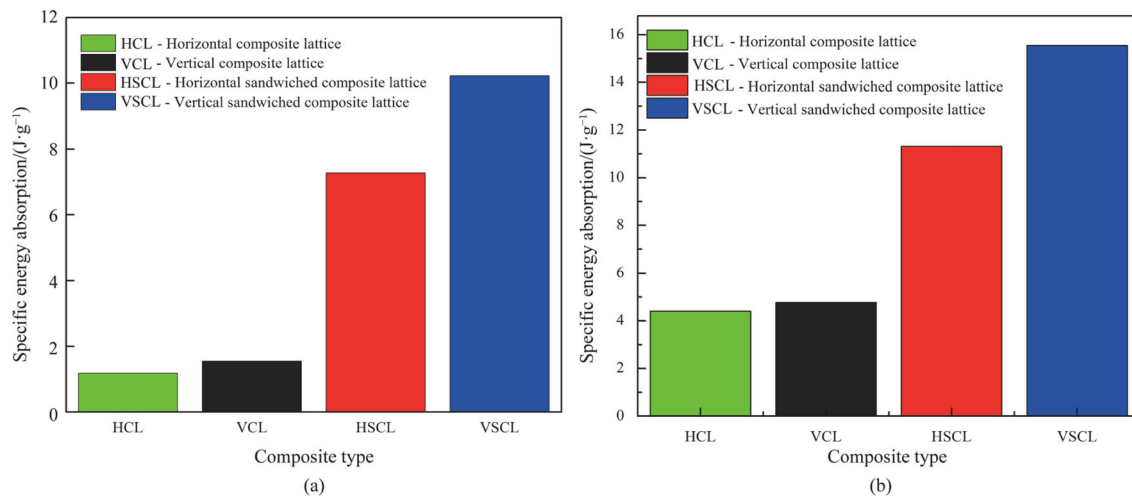 12
10
8
6
4
2
0
Specific energy absorption/(J·g⁻¹)
HCL - Horizontal composite lattice
VCL - Vertical composite lattice
HSCL - Horizontal sandwiched composite lattice
VSCL - Vertical sandwiched composite lattice
HCL VCL HSCL VSCL
Composite type
(a)
16
14
12
10
8
6
4
2
0
Specific energy absorption/(J·g⁻¹)
HCL - Horizontal composite lattice
VCL - Vertical composite lattice
HSCL - Horizontal sandwiched composite lattice
VSCL - Vertical sandwiched composite lattice
HCL VCL HSCL VSCL
Composite type
(b)